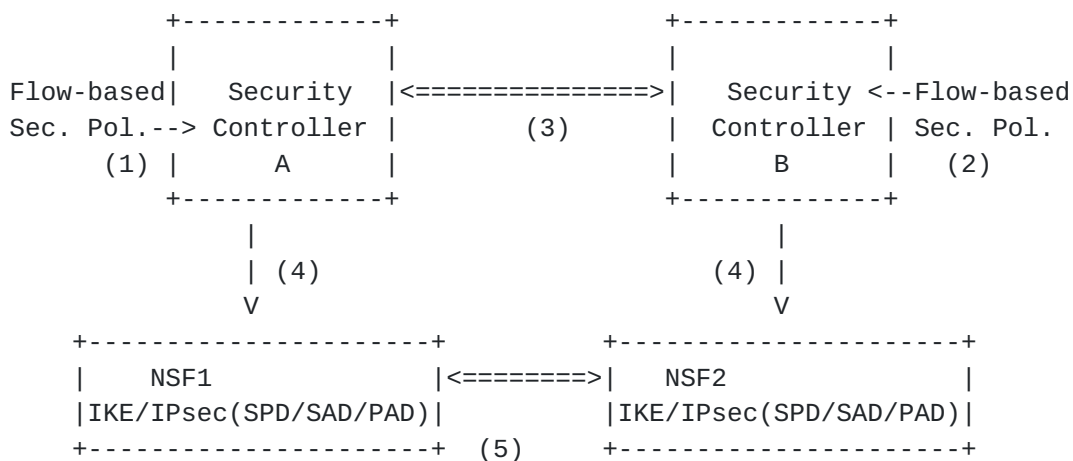 +-------------+ +-------------+
| | | |
Flow-based| Security |<===============>| Security <--Flow-based
Sec. Pol.--> Controller | (3) | Controller | Sec. Pol.
(1) | A | | B | (2)
+-------------+ +-------------+
| |
| (4) (4) |
V V
+----------------------+ +----------------------+
| NSF1 |<========>| NSF2 |
|IKE/IPsec(SPD/SAD/PAD)| |IKE/IPsec(SPD/SAD/PAD)|
+----------------------+ (5) +----------------------+